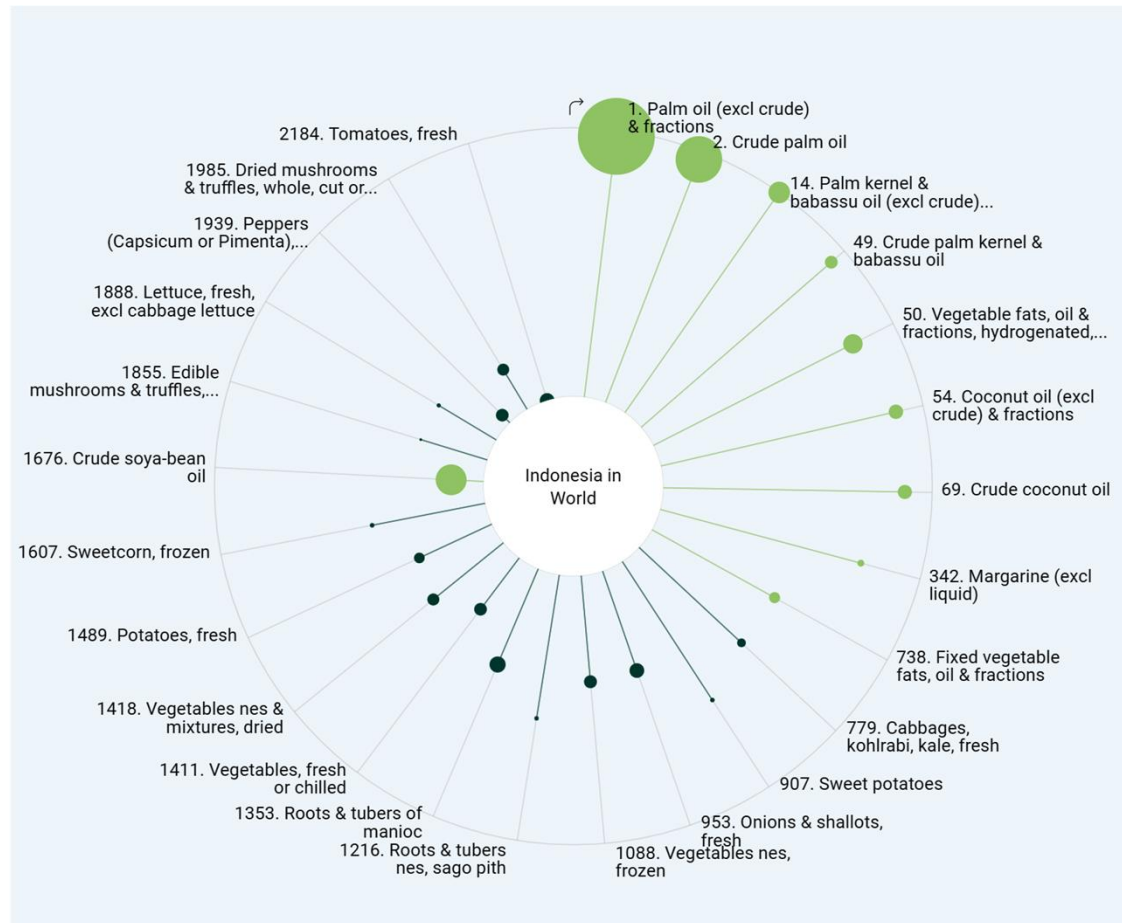 1. Palm oil (excl crude)
& fractions
2. Crude palm oil
14. Palm kernel &
babassu oil (excl crude)...
49. Crude palm kernel &
babassu oil
50. Vegetable fats, oil &
fractions, hydrogenated,...
54. Coconut oil (excl
crude) & fractions
69. Crude coconut oil
342. Margarine (excl
liquid)
738. Fixed vegetable
fats, oil & fractions
779. Cabbages,
kohlrabi, kale, fresh
907. Sweet potatoes
953. Onions & shallots,
fresh
1088. Vegetables nes,
frozen
1216. Roots & tubers
nes, sago pith
1353. Roots & tubers of
manioc
1411. Vegetables, fresh
or chilled
1418. Vegetables nes &
mixtures, dried
1489. Potatoes, fresh
1607. Sweetcorn, frozen
1676. Crude soya-bean
oil
1855. Edible
mushrooms & truffles,...
1888. Lettuce, fresh,
excl cabbage lettuce
1939. Peppers
(Capsicum or Pimenta),...
1985. Dried mushrooms
& truffles, whole, cut or...
2184. Tomatoes, fresh
Indonesia in
World